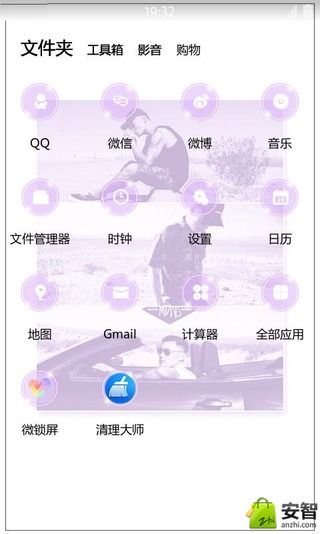 19:32
文件夹 工具箱 影音 购物
QQ 微信 微博 音乐
文件管理器 时钟 设置 日历
地图 Gmail 计算器 全部应用
微锁屏 清理大师
安智
anzhi.com